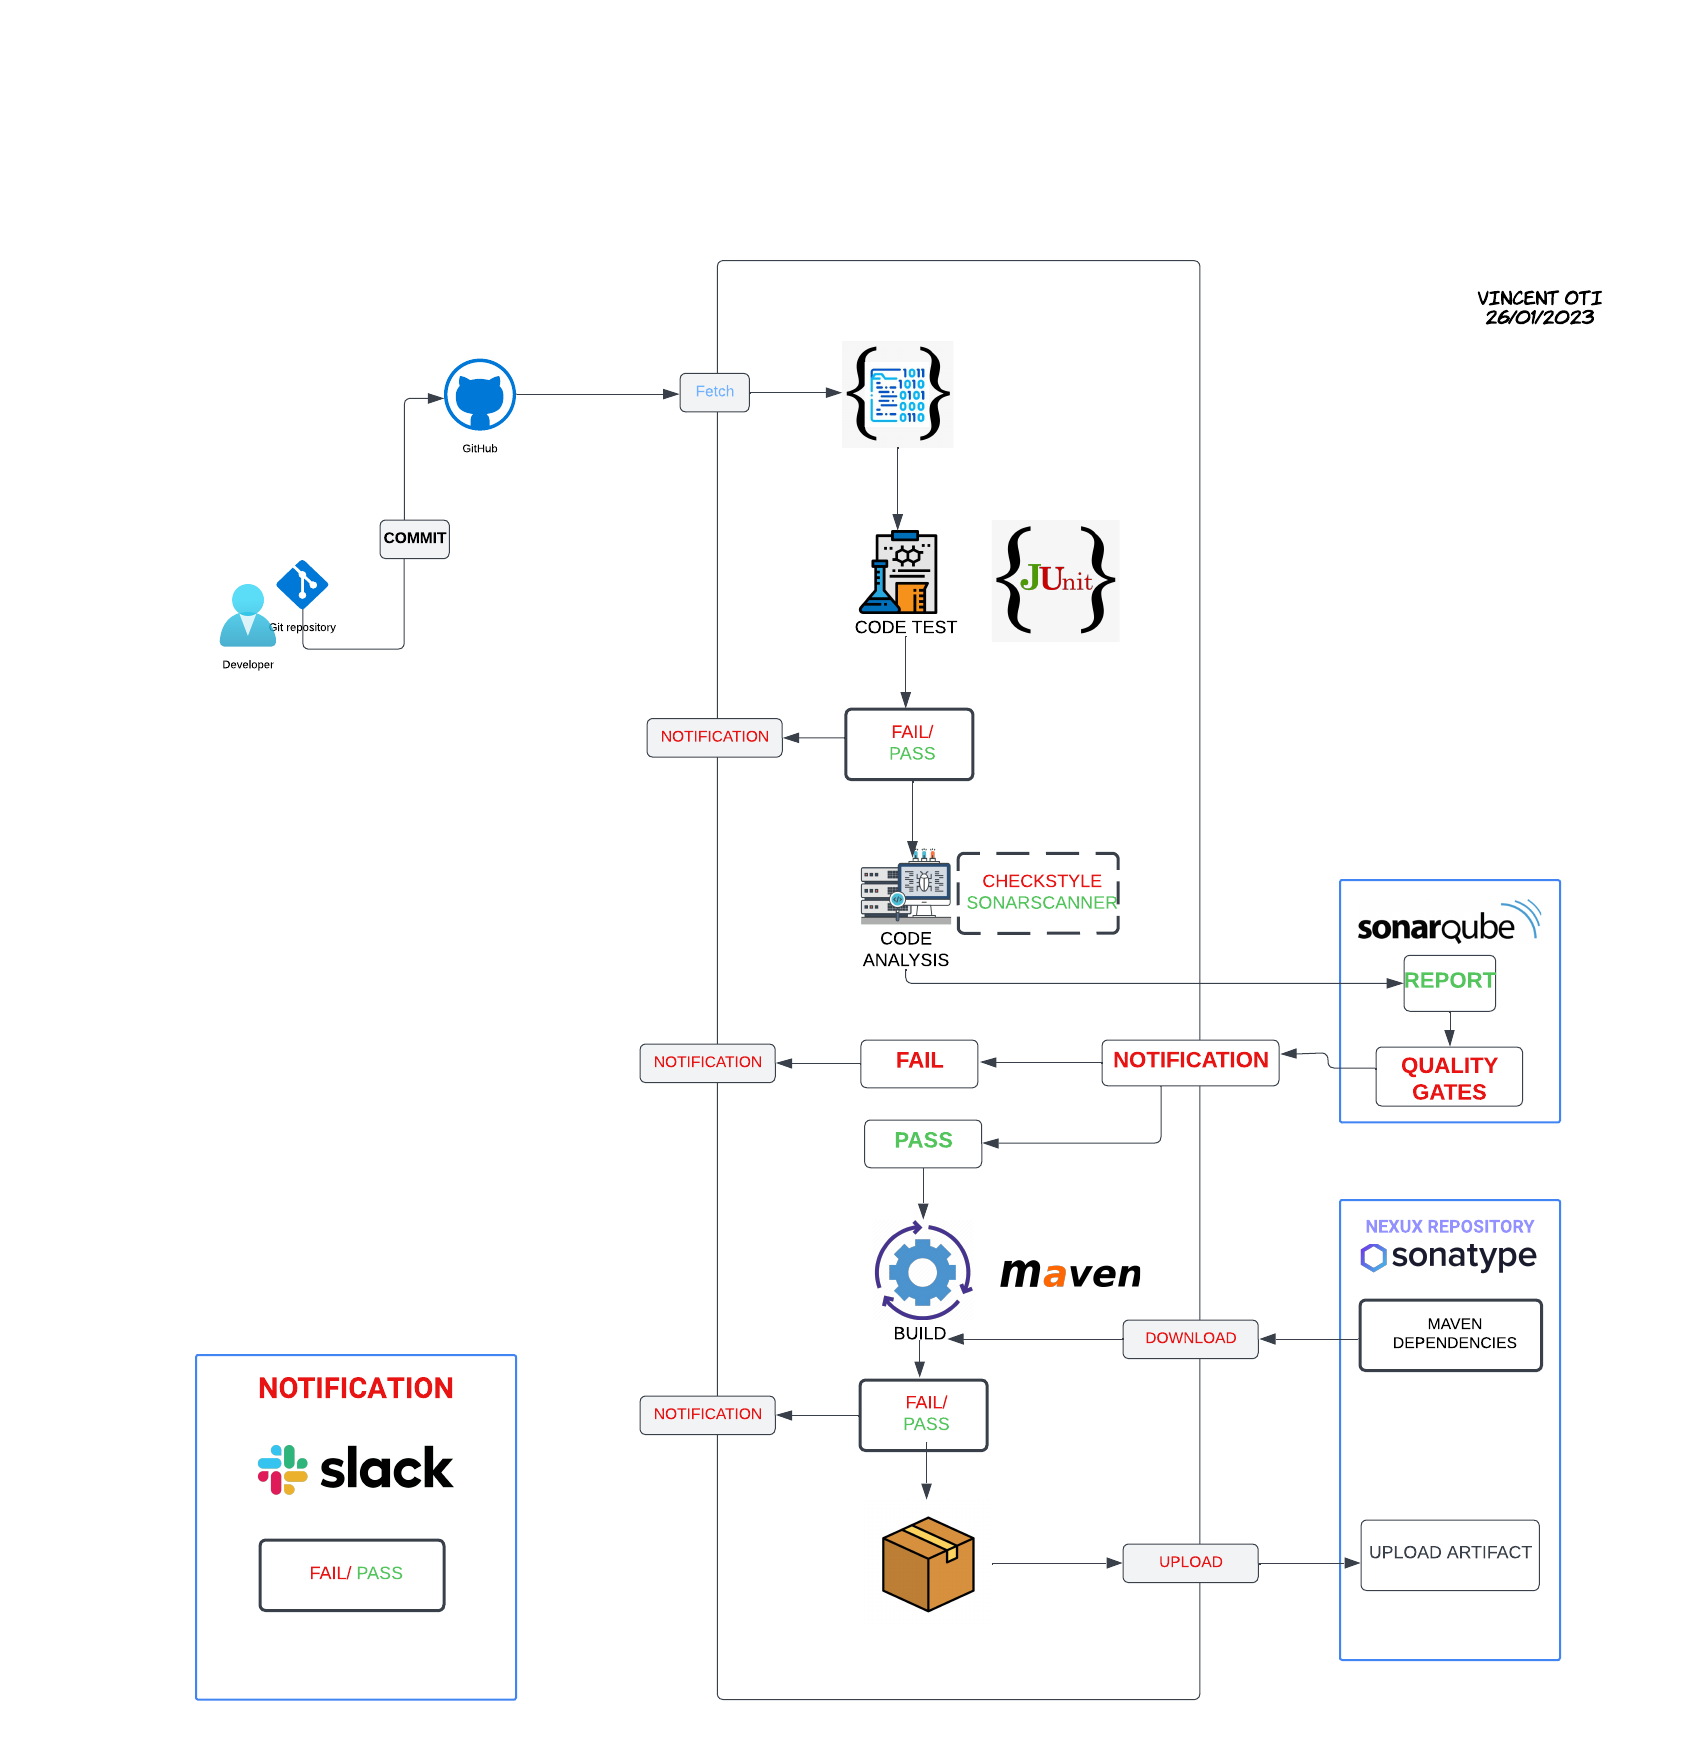 VINCENT OTI
26/01/2023
Fetch
1011
1010
0101
000
0110
GitHub
COMMIT
Git repository
Developer
CODE TEST
JUnit
FAIL/
PASS
NOTIFICATION
CHECKSTYLE
SONARSCANNER
CODE
ANALYSIS
sonarqube
REPORT
QUALITY
GATES
NOTIFICATION
FAIL
NOTIFICATION
PASS
maven
BUILD
NEXUX REPOSITORY
sonatype
MAVEN
DEPENDENCIES
DOWNLOAD
FAIL/
PASS
NOTIFICATION
UPLOAD
UPLOAD ARTIFACT
NOTIFICATION
slack
FAIL/ PASS